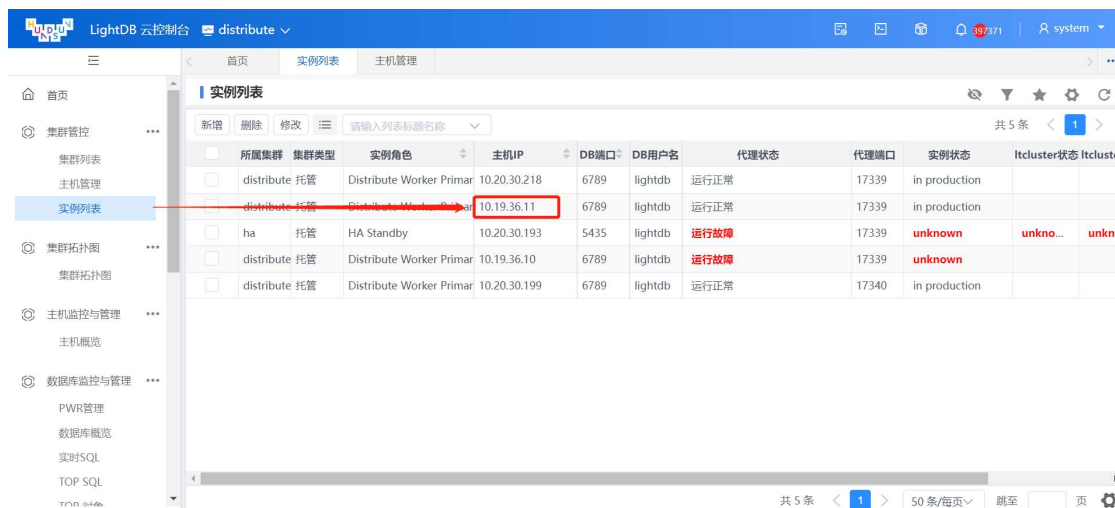 HUNDSUN LightDB 云控制台 distribute 397371 system
首页 实例列表 主机管理
首页
集群管控
集群列表
主机管理
实例列表
集群拓扑图
集群拓扑图
主机监控与管理
主机概览
数据库监控与管理
PWR管理
数据库概览
实时SQL
TOP SQL
TOP 对象
实例列表
新增 删除 修改 请输入列表标题名称 共 5 条 1
所属集群 集群类型 实例角色 主机IP DB端口 DB用户名 代理状态 代理端口 实例状态 ltcluster状态 ltcluste
distribute 托管 Distribute Worker Primar 10.20.30.218 6789 lightdb 运行正常 17339 in production
distribute 托管 Distribute Worker Primar 10.19.36.11 6789 lightdb 运行正常 17339 in production
ha 托管 HA Standby 10.20.30.193 5435 lightdb 运行故障 17339 unknown unkno... unkn
distribute 托管 Distribute Worker Primar 10.19.36.10 6789 lightdb 运行故障 17339 unknown
distribute 托管 Distribute Worker Primar 10.20.30.199 6789 lightdb 运行正常 17340 in production
共 5 条 1 50 条/每页 跳至 页